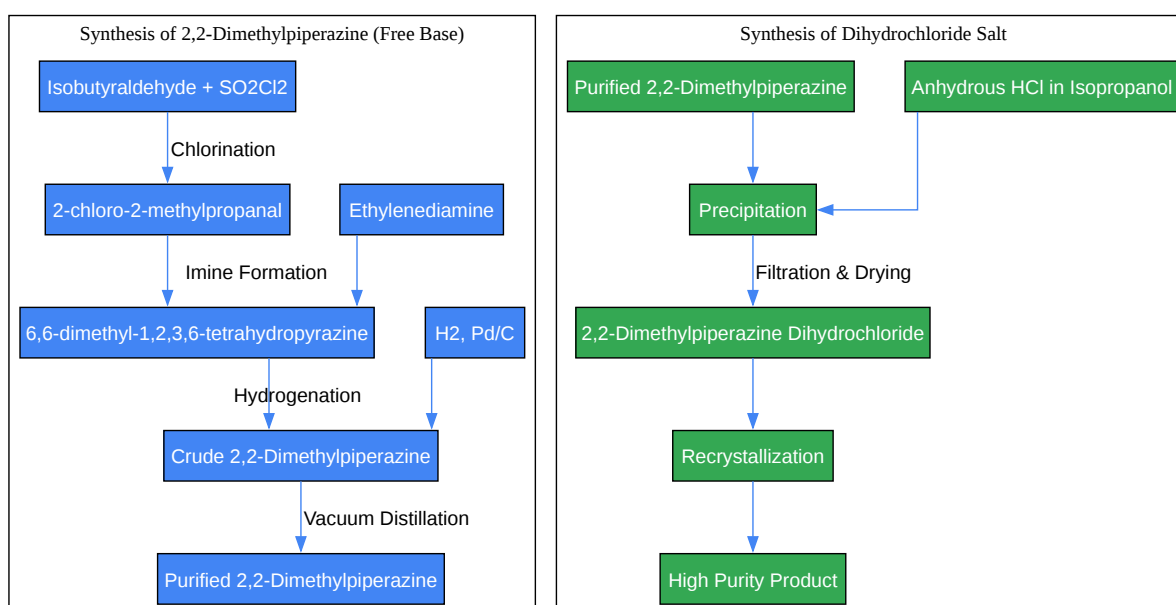 Synthesis of 2,2-Dimethylpiperazine (Free Base)
Isobutyraldehyde + SO2Cl2
Chlorination
2-chloro-2-methylpropanal
Ethylenediamine
Imine Formation
6,6-dimethyl-1,2,3,6-tetrahydropyrazine
H2, Pd/C
Hydrogenation
Crude 2,2-Dimethylpiperazine
Vacuum Distillation
Purified 2,2-Dimethylpiperazine
Synthesis of Dihydrochloride Salt
Purified 2,2-Dimethylpiperazine
Anhydrous HCl in Isopropanol
Precipitation
Filtration & Drying
2,2-Dimethylpiperazine Dihydrochloride
Recrystallization
High Purity Product